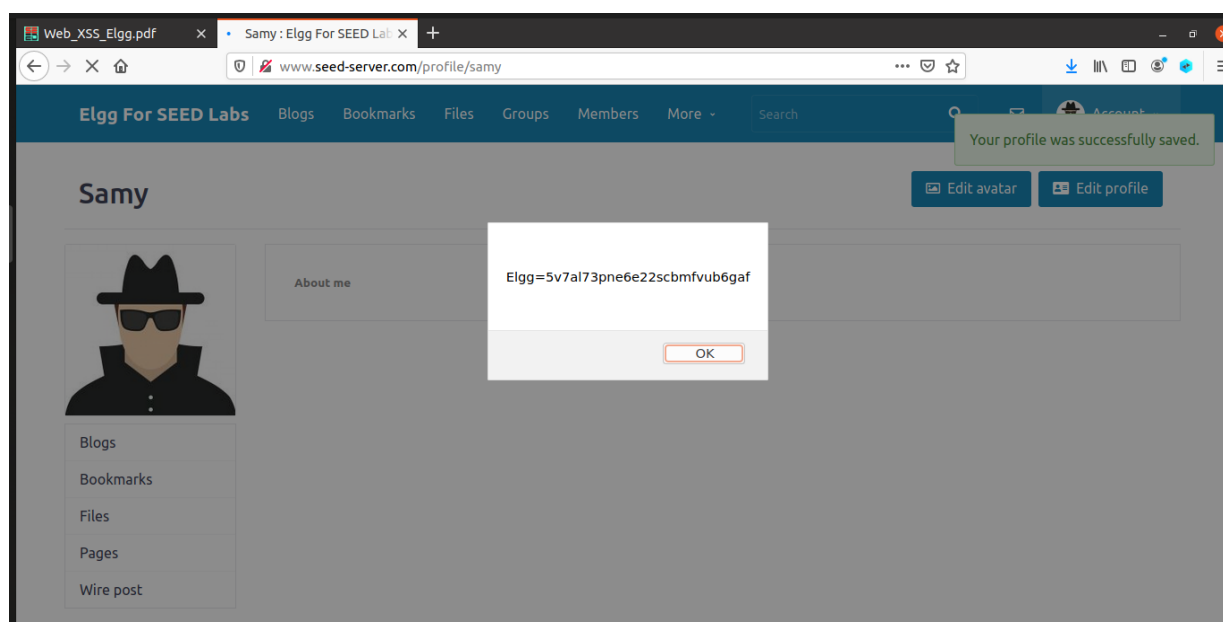 Web_XSS_Elgg.pdf × Samy : Elgg For SEED Lab × +
www.seed-server.com/profile/samy
Elgg For SEED Labs Blogs Bookmarks Files Groups Members More Search Account
Your profile was successfully saved.
Samy
Edit avatar Edit profile
About me
Elgg=5v7al73pne6e22scbmfvub6gaf
OK
Blogs
Bookmarks
Files
Pages
Wire post